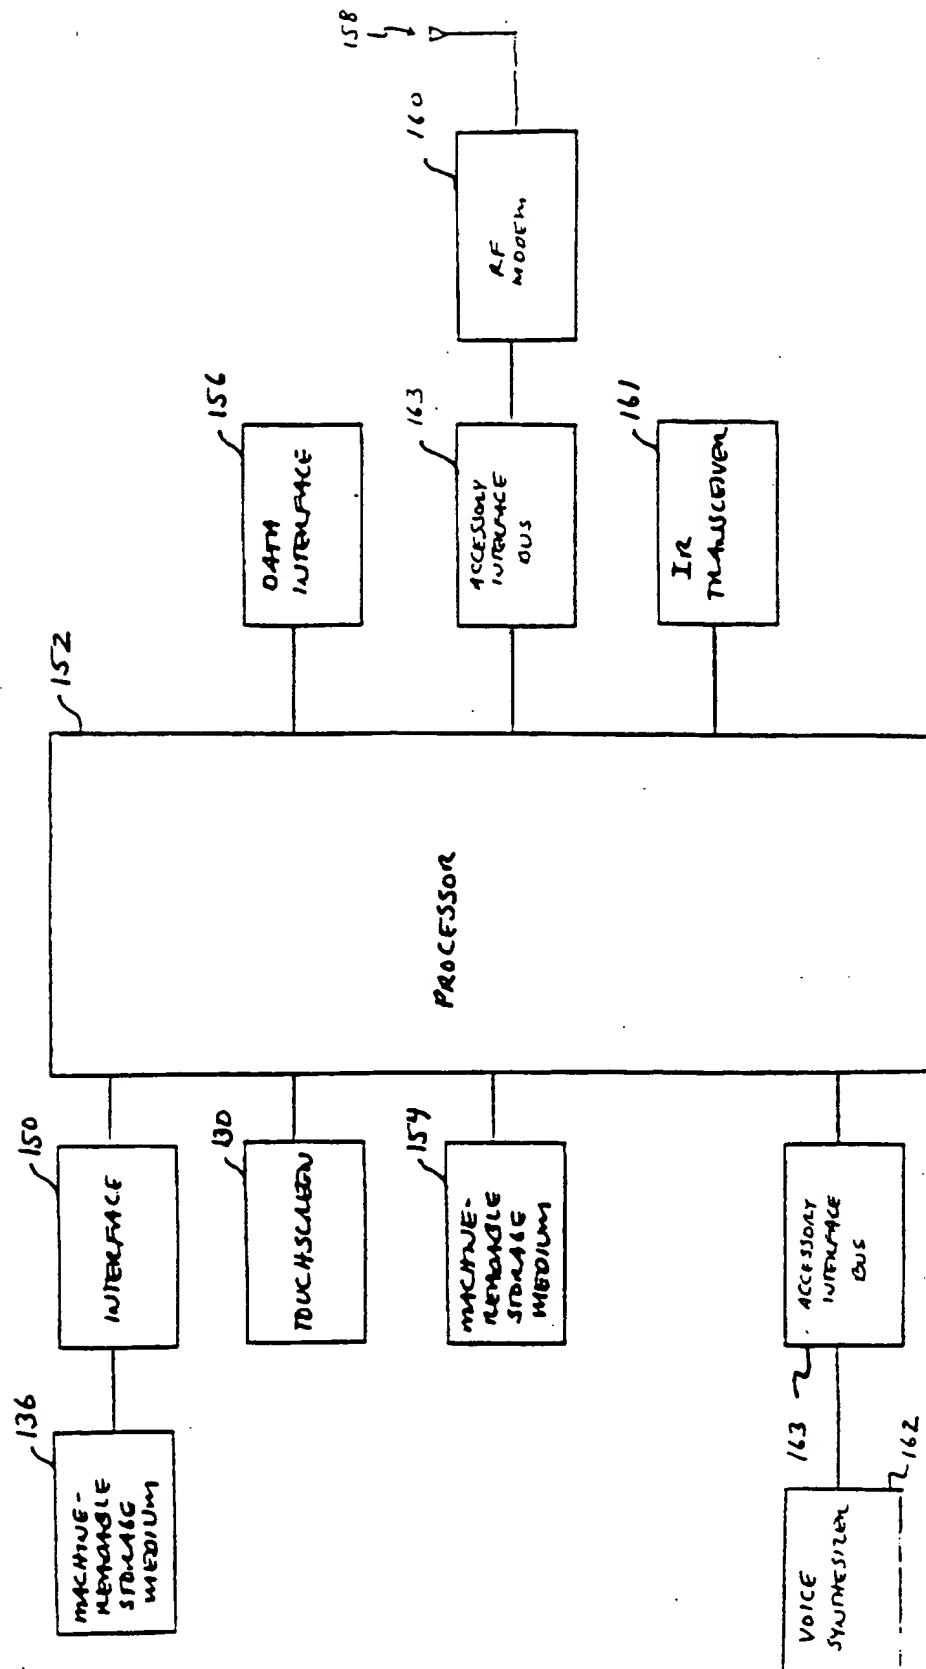 136
MACHINE-
READABLE
STORAGE
MEDIUM
150
INTERFACE
130
TOUCHSCREEN
154
MACHINE-
READABLE
STORAGE
MEDIUM
163
ACCESSORY
INTERFACE
BUS
162
VOICE
SYNTHESIZER
152
PROCESSOR
156
DATA
INTERFACE
163
ACCESSORY
INTERFACE
BUS
161
IR
TRANSCEIVER
160
RF
MODEM
158